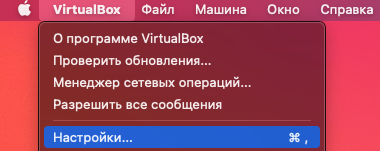 VirtualBox Файл Машина Окно Справка
О программе VirtualBox
Проверить обновления...
Менеджер сетевых операций...
Разрешить все сообщения
Настройки... ⌘ ,